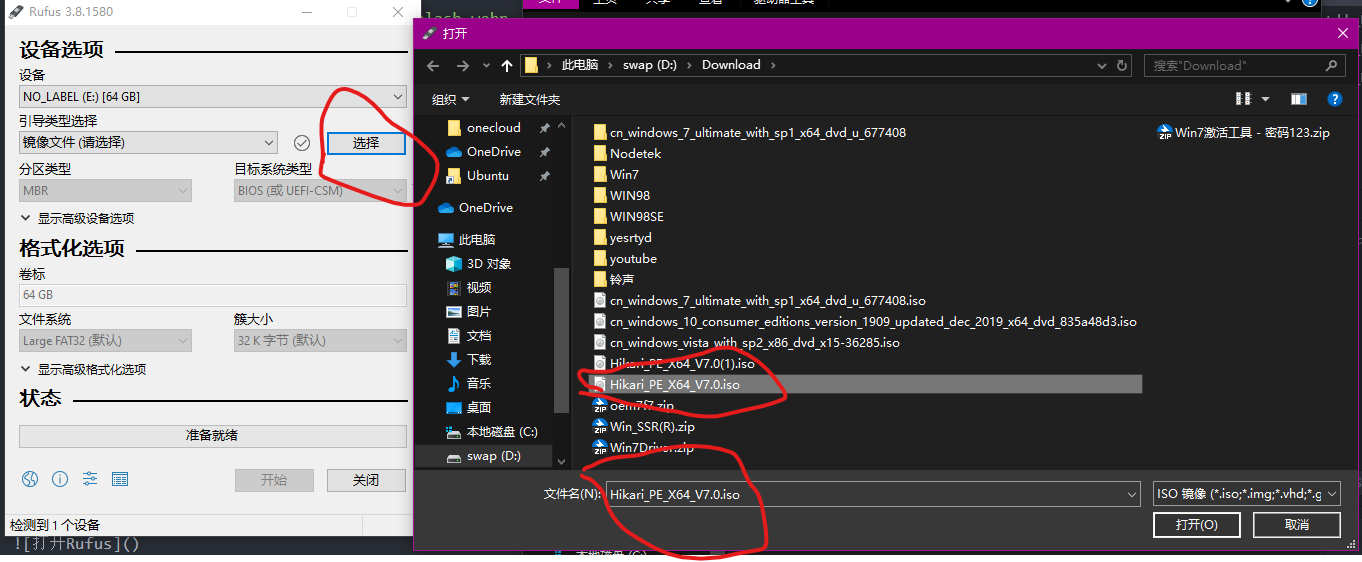 Rufus 3.8.1580
设备选项
设备
NO_LABEL (E:) [64 GB]
引导类型选择
镜像文件 (请选择)
选择
分区类型
目标系统类型
MBR
BIOS (或 UEFI-CSM)
显示高级设备选项
格式化选项
卷标
64 GB
文件系统
簇大小
Large FAT32 (默认)
32 K 字节 (默认)
显示高级格式化选项
状态
准备就绪
开始
关闭
检测到 1 个设备
![打开Rufus]()
打开
此电脑
swap (D:)
Download
搜索"Download"
组织
新建文件夹
onecloud
OneDrive
Ubuntu
OneDrive
此电脑
3D 对象
视频
图片
文档
下载
音乐
桌面
本地磁盘 (C:)
swap (D:)
cn_windows_7_ultimate_with_sp1_x64_dvd_u_677408
Nodetek
Win7
WIN98
WIN98SE
yesrtyd
youtube
铃声
cn_windows_7_ultimate_with_sp1_x64_dvd_u_677408.iso
cn_windows_10_consumer_editions_version_1909_updated_dec_2019_x64_dvd_835a48d3.iso
cn_windows_vista_with_sp2_x86_dvd_x15-36285.iso
Hikari_PE_X64_V7.0(1).iso
Hikari_PE_X64_V7.0.iso
oem7f7.zip
Win_SSR(R).zip
Win7Driver.zip
Win7激活工具 - 密码123.zip
文件名(N):
Hikari_PE_X64_V7.0.iso
ISO 镜像 (*.iso;*.img;*.vhd;*.g
打开(O)
取消